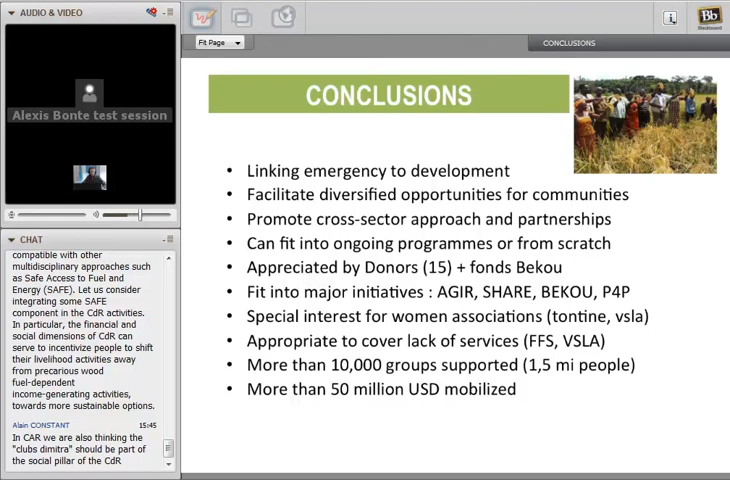 AUDIO & VIDEO
Alexis Bonte test session
CHAT
compatible with other
multidisciplinary approaches such
as Safe Access to Fuel and
Energy (SAFE). Let us consider
integrating some SAFE
component in the CdR activities.
In particular, the financial and
social dimensions of CdR can
serve to incentivize people to shift
their livelihood activities away
from precarious wood
fuel-dependent
income-generating activities,
towards more sustainable options.
Alain CONSTANT 15:45
In CAR we are also thinking the
"clubs dimitra" should be part of
the social pillar of the CdR
Fit Page
CONCLUSIONS
i
Bb
Blackboard
CONCLUSIONS
• Linking emergency to development
• Facilitate diversified opportunities for communities
• Promote cross-sector approach and partnerships
• Can fit into ongoing programmes or from scratch
• Appreciated by Donors (15) + fonds Bekou
• Fit into major initiatives : AGIR, SHARE, BEKOU, P4P
• Special interest for women associations (tontine, vsla)
• Appropriate to cover lack of services (FFS, VSLA)
• More than 10,000 groups supported (1,5 mi people)
• More than 50 million USD mobilized